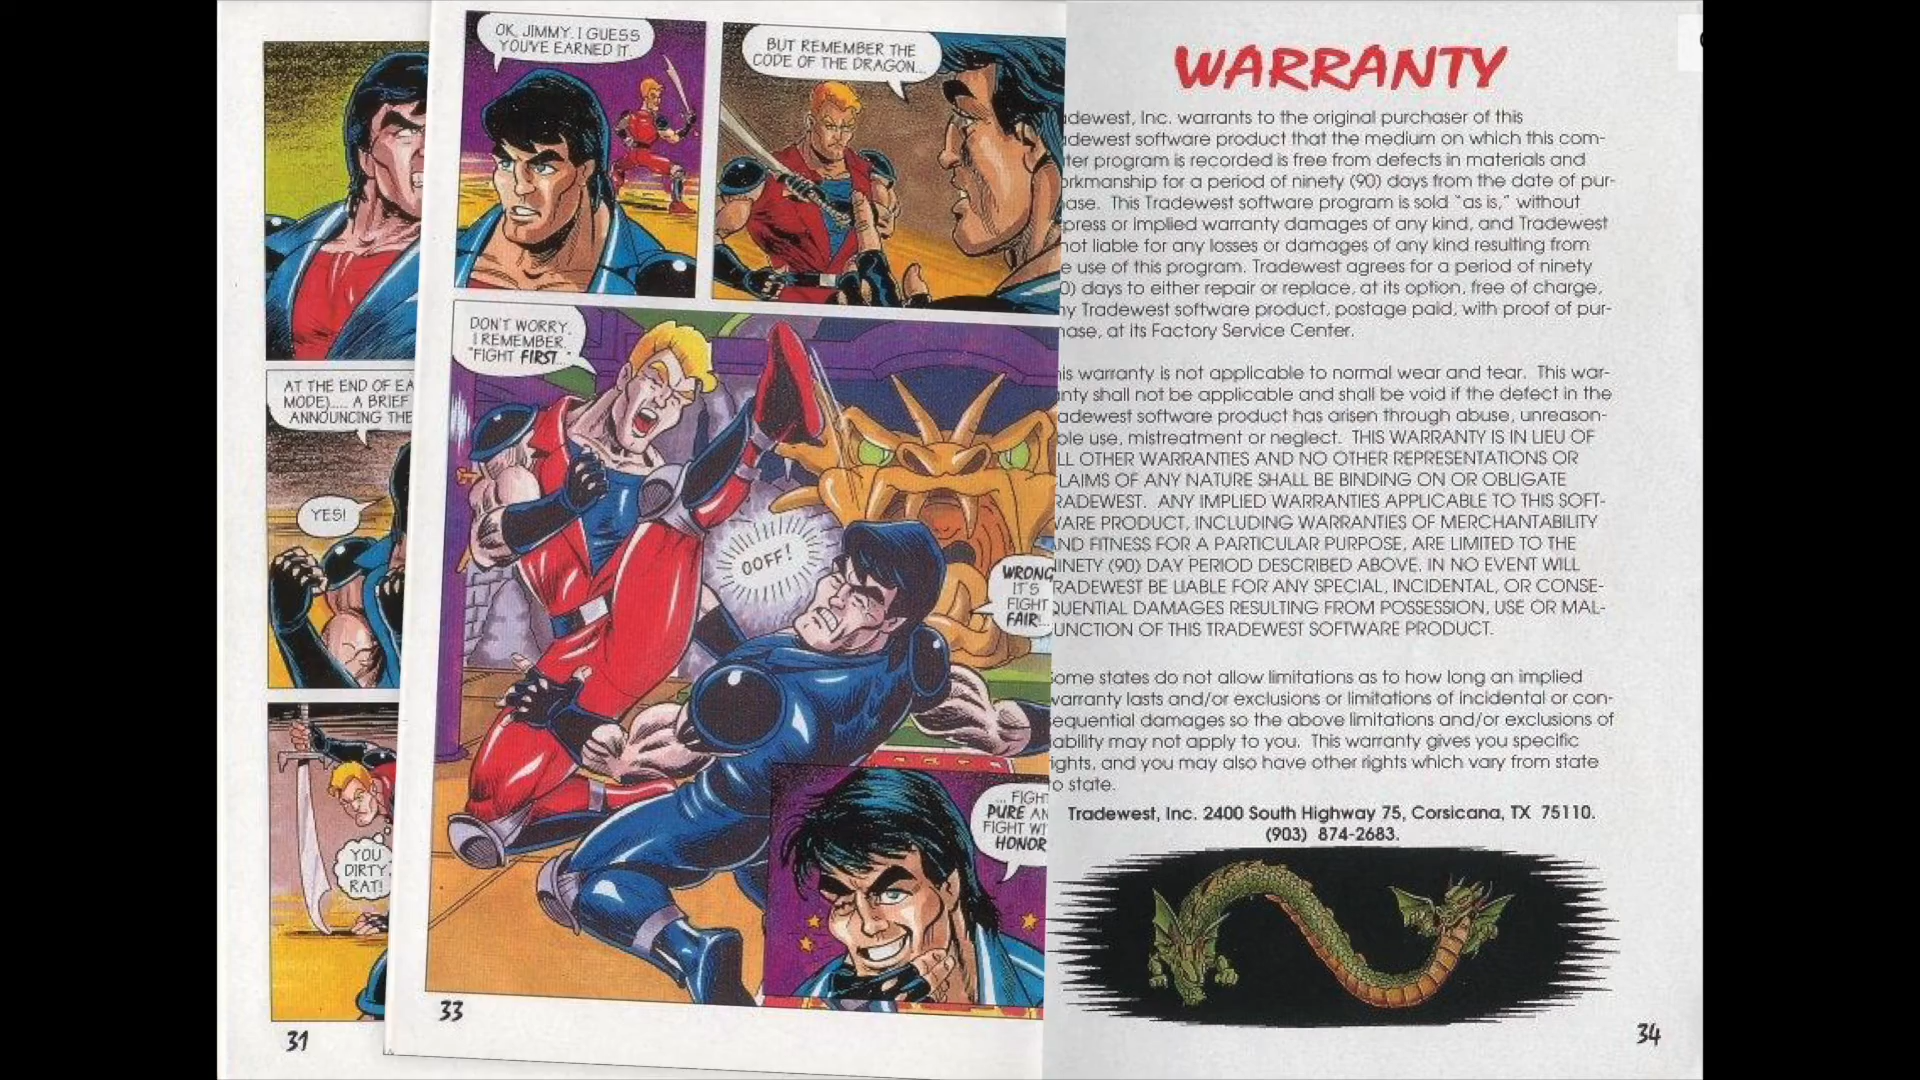 OK, JIMMY. I GUESS
YOU'VE EARNED IT.
BUT REMEMBER THE
CODE OF THE DRAGON...
DON'T WORRY.
I REMEMBER.
"FIGHT FIRST..."
OOFF!
WRONG
IT'S
FIGHT
FAIR!...
... FIGHT
PURE AN
FIGHT WI
HONOR
33
AT THE END OF EA
MODE)..... A BRIEF
ANNOUNCING THE
YES!
YOU
DIRTY
RAT!
31
WARRANTY
adewest, Inc. warrants to the original purchaser of this
adewest software product that the medium on which this com-
ter program is recorded is free from defects in materials and
orkmanship for a period of ninety (90) days from the date of pur-
ase. This Tradewest software program is sold "as is," without
press or implied warranty damages of any kind, and Tradewest
not liable for any losses or damages of any kind resulting from
e use of this program. Tradewest agrees for a period of ninety
0) days to either repair or replace, at its option, free of charge,
ny Tradewest software product, postage paid, with proof of pur-
ase, at its Factory Service Center.
is warranty is not applicable to normal wear and tear. This war-
nty shall not be applicable and shall be void if the defect in the
adewest software product has arisen through abuse, unreason-
ble use, mistreatment or neglect. THIS WARRANTY IS IN LIEU OF
LL OTHER WARRANTIES AND NO OTHER REPRESENTATIONS OR
LAIMS OF ANY NATURE SHALL BE BINDING ON OR OBLIGATE
RADEWEST. ANY IMPLIED WARRANTIES APPLICABLE TO THIS SOFT-
WARE PRODUCT, INCLUDING WARRANTIES OF MERCHANTABILITY
AND FITNESS FOR A PARTICULAR PURPOSE, ARE LIMITED TO THE
NINETY (90) DAY PERIOD DESCRIBED ABOVE. IN NO EVENT WILL
RADEWEST BE LIABLE FOR ANY SPECIAL, INCIDENTAL, OR CONSE-
QUENTIAL DAMAGES RESULTING FROM POSSESSION, USE OR MAL-
UNCTION OF THIS TRADEWEST SOFTWARE PRODUCT.
Some states do not allow limitations as to how long an implied
warranty lasts and/or exclusions or limitations of incidental or con-
sequential damages so the above limitations and/or exclusions of
iability may not apply to you. This warranty gives you specific
rights, and you may also have other rights which vary from state
to state.
Tradewest, Inc. 2400 South Highway 75, Corsicana, TX 75110.
(903) 874-2683.
34